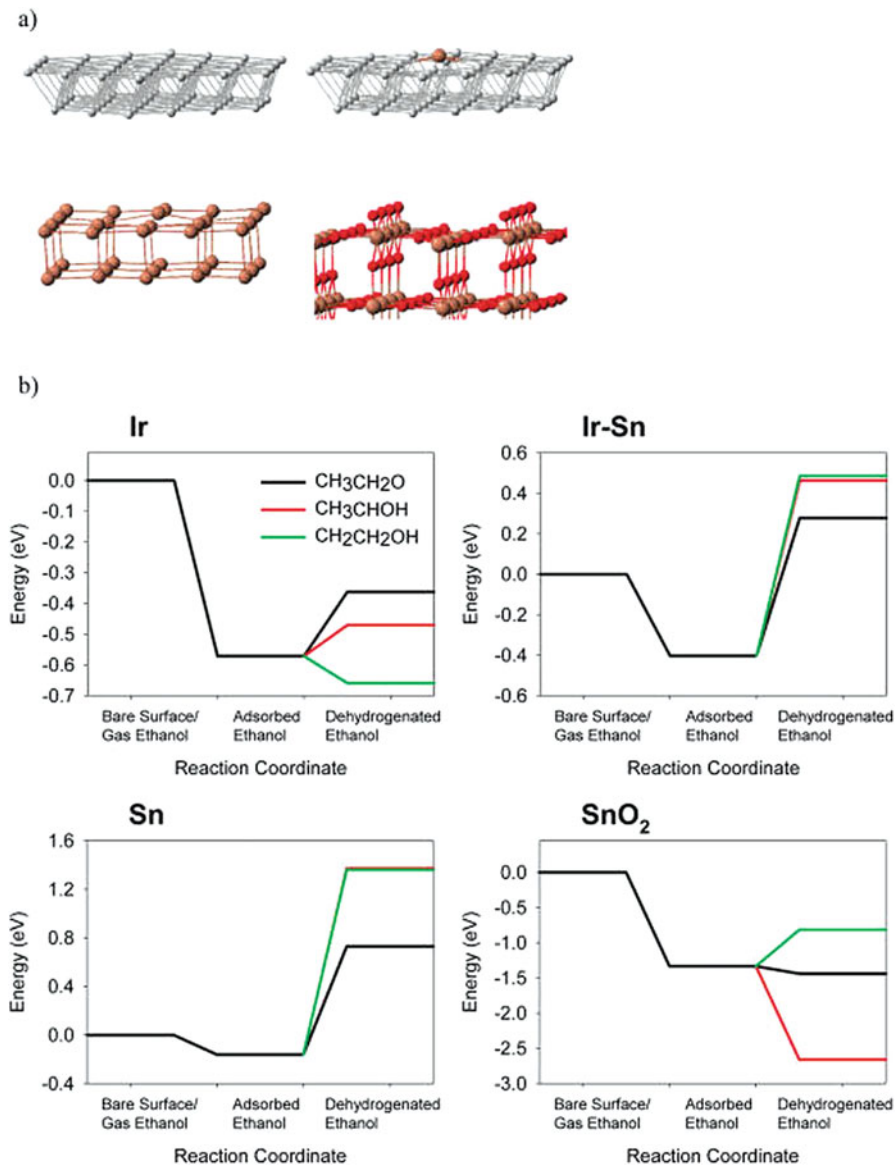 a)
b)
Ir
0.0
-0.1
-0.2
-0.3
-0.4
-0.5
-0.6
-0.7
Energy (eV)
CH3CH2O
CH3CHOH
CH2CH2OH
Bare Surface/
Gas Ethanol
Adsorbed
Ethanol
Dehydrogenated
Ethanol
Reaction Coordinate
Ir-Sn
0.6
0.4
0.2
0.0
-0.2
-0.4
-0.6
Energy (eV)
Bare Surface/
Gas Ethanol
Adsorbed
Ethanol
Dehydrogenated
Ethanol
Reaction Coordinate
Sn
1.6
1.2
0.8
0.4
0.0
-0.4
Energy (eV)
Bare Surface/
Gas Ethanol
Adsorbed
Ethanol
Dehydrogenated
Ethanol
Reaction Coordinate
SnO2
0.0
-0.5
-1.0
-1.5
-2.0
-2.5
-3.0
Energy (eV)
Bare Surface/
Gas Ethanol
Adsorbed
Ethanol
Dehydrogenated
Ethanol
Reaction Coordinate